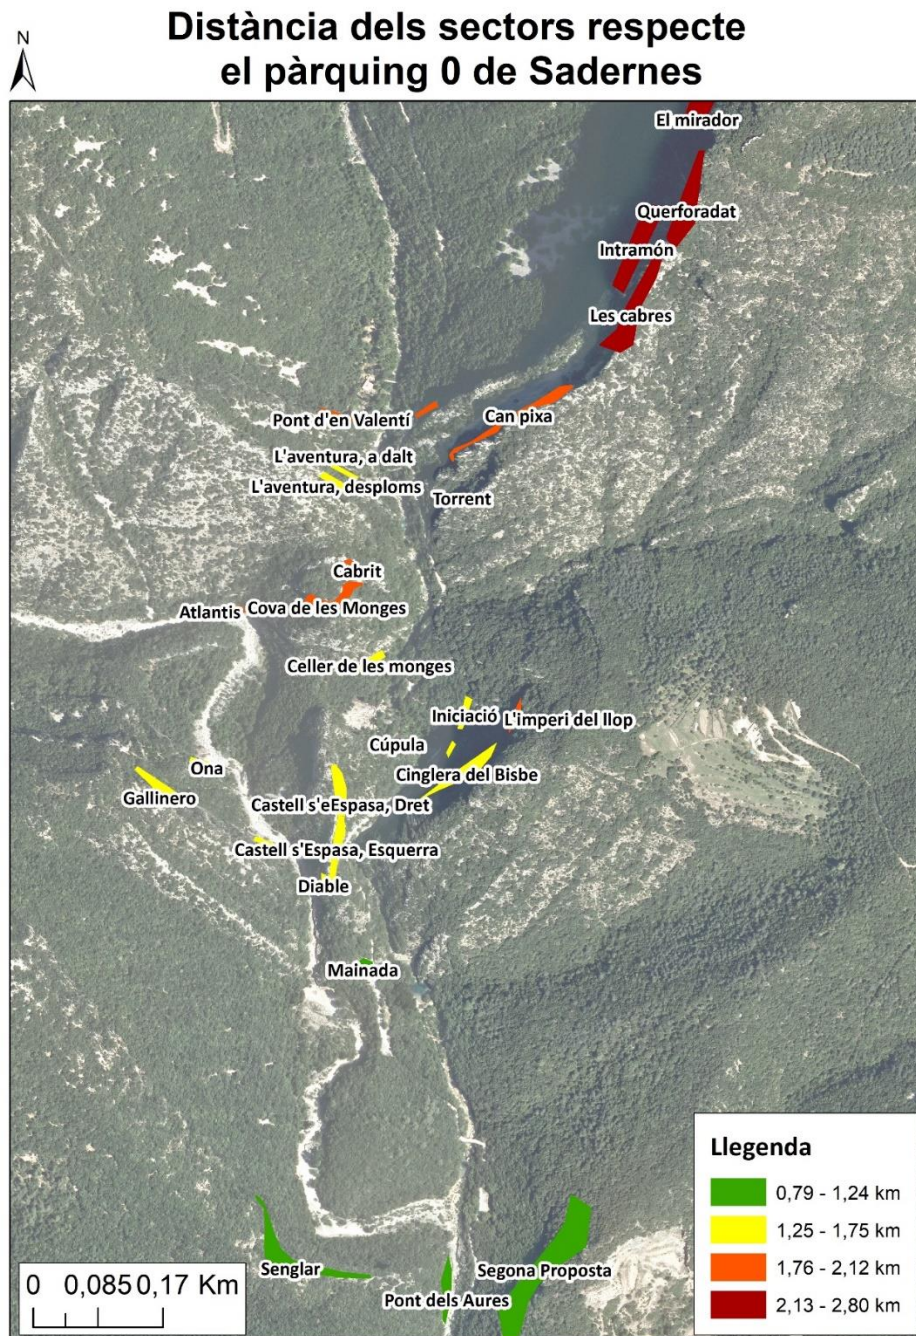 Distància dels sectors respecte
el pàrquing 0 de Sadernes
N
El mirador
Querforadat
Intramón
Les cabres
Can pixa
Pont d'en Valentí
L'aventura, a dalt
L'aventura, desploms
Torrent
Cabrit
Atlantis
Cova de les Monges
Celler de les monges
Iniciació
L'imperi del llop
Cúpula
Cinglera del Bisbe
Ona
Gallinero
Castell s'eEspasa, Dret
Castell s'Espasa, Esquerra
Diable
Mainada
Senglar
Segona Proposta
Pont dels Aures
Llegenda
0,79 - 1,24 km
1,25 - 1,75 km
1,76 - 2,12 km
2,13 - 2,80 km
0 0,085 0,17 Km